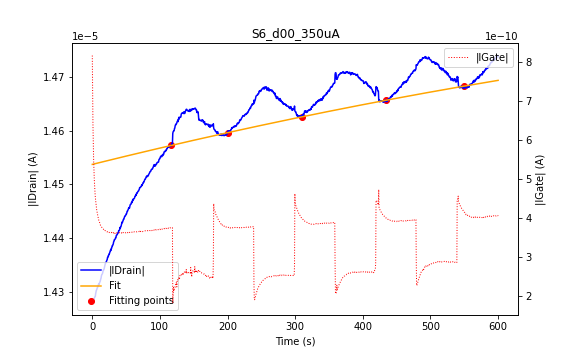 S6_d00_350uA
1e−5
1e−10
|IGate|
1.47
1.46
1.45
1.44
1.43
8
7
6
5
4
3
2
|IDrain| (A)
|IGate| (A)
|IDrain|
Fit
Fitting points
0
100
200
300
400
500
600
Time (s)